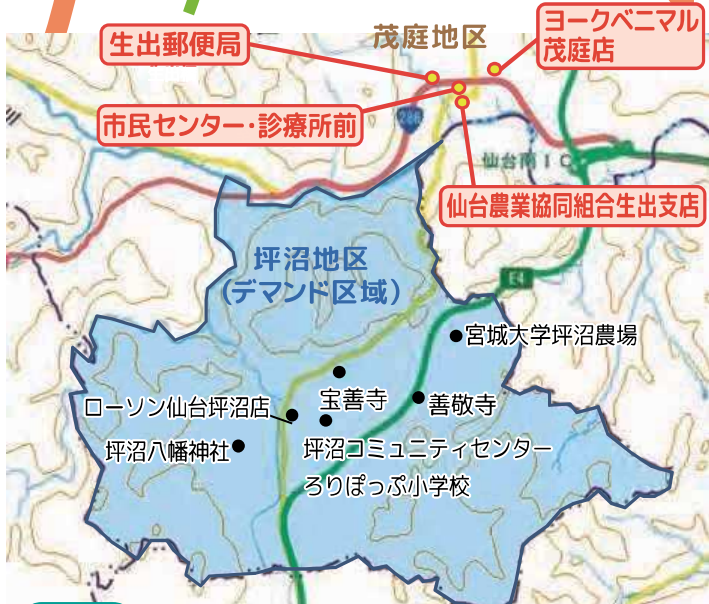 茂庭地区
ヨークベニマル
茂庭店
生出郵便局
市民センター・診療所前
286
仙台南IC
仙台農業協同組合生出支店
坪沼地区
(デマンド区域)
E4
宮城大学坪沼農場
宝善寺
善敬寺
ローソン仙台坪沼店
坪沼八幡神社
坪沼コミュニティセンター
ろりぽっぷ小学校